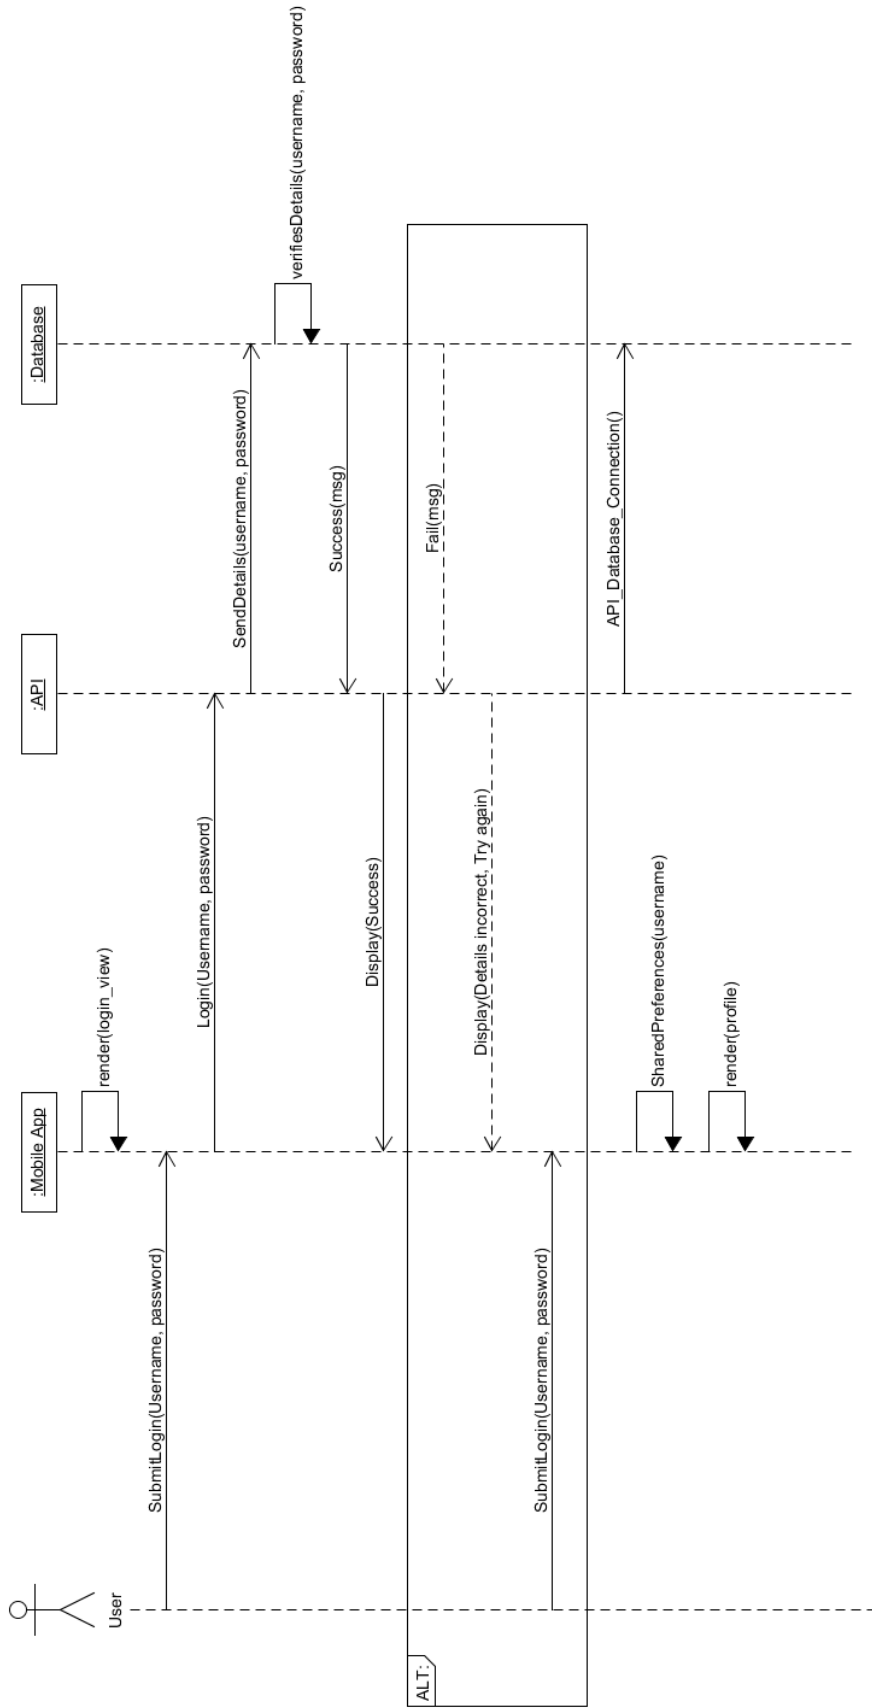 User
:Mobile App
:API
:Database
render(login_view)
SubmitLogin(Username, password)
Login(Username, password)
SendDetails(username, password)
verifiesDetails(username, password)
Success(msg)
Display(Success)
ALT:
Fail(msg)
Display(Details incorrect, Try again)
SubmitLogin(Username, password)
API_Database_Connection()
SharedPreferences(username)
render(profile)